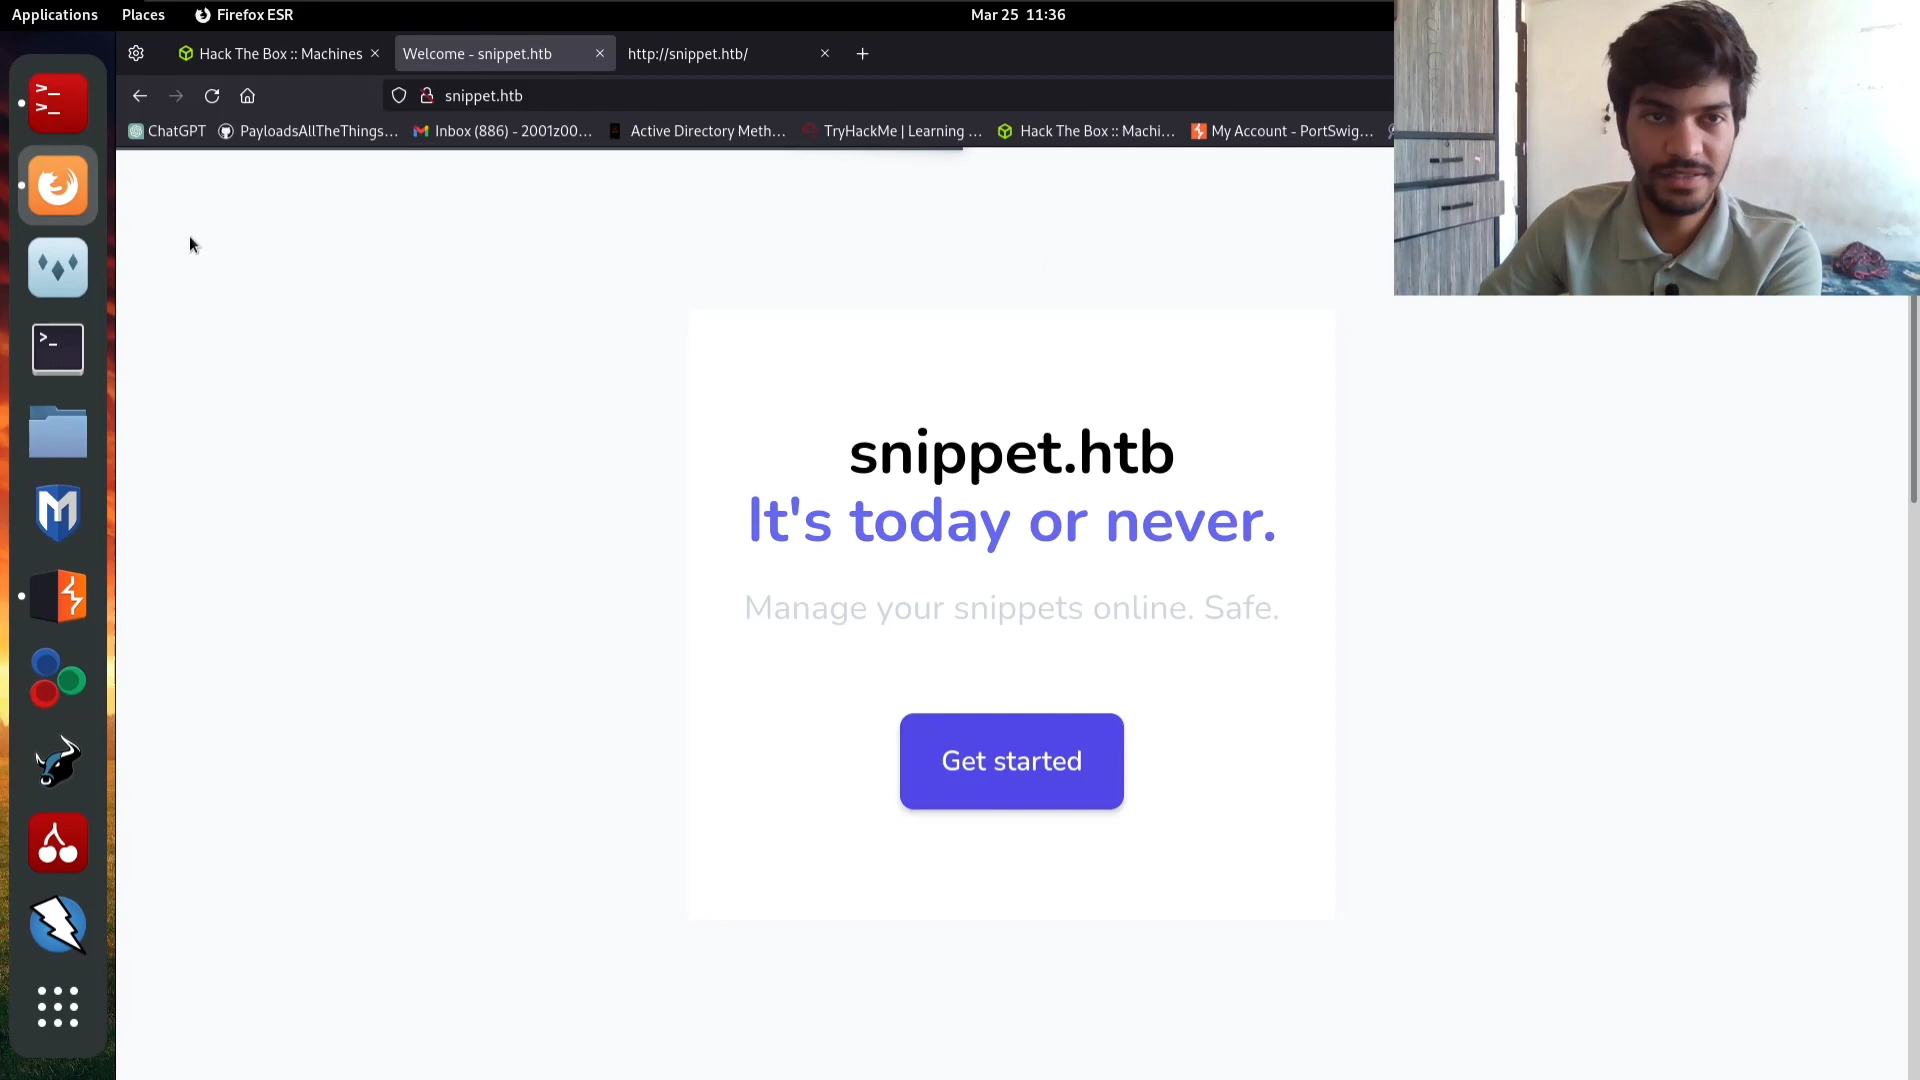 Applications Places Firefox ESR Mar 25 11:36
Hack The Box :: Machines Welcome - snippet.htb http://snippet.htb/
snippet.htb
ChatGPT PayloadsAllTheThings... Inbox (886) - 2001z00... Active Directory Meth... TryHackMe | Learning ... Hack The Box :: Machi... My Account - PortSwig...
snippet.htb
It's today or never.
Manage your snippets online. Safe.
Get started